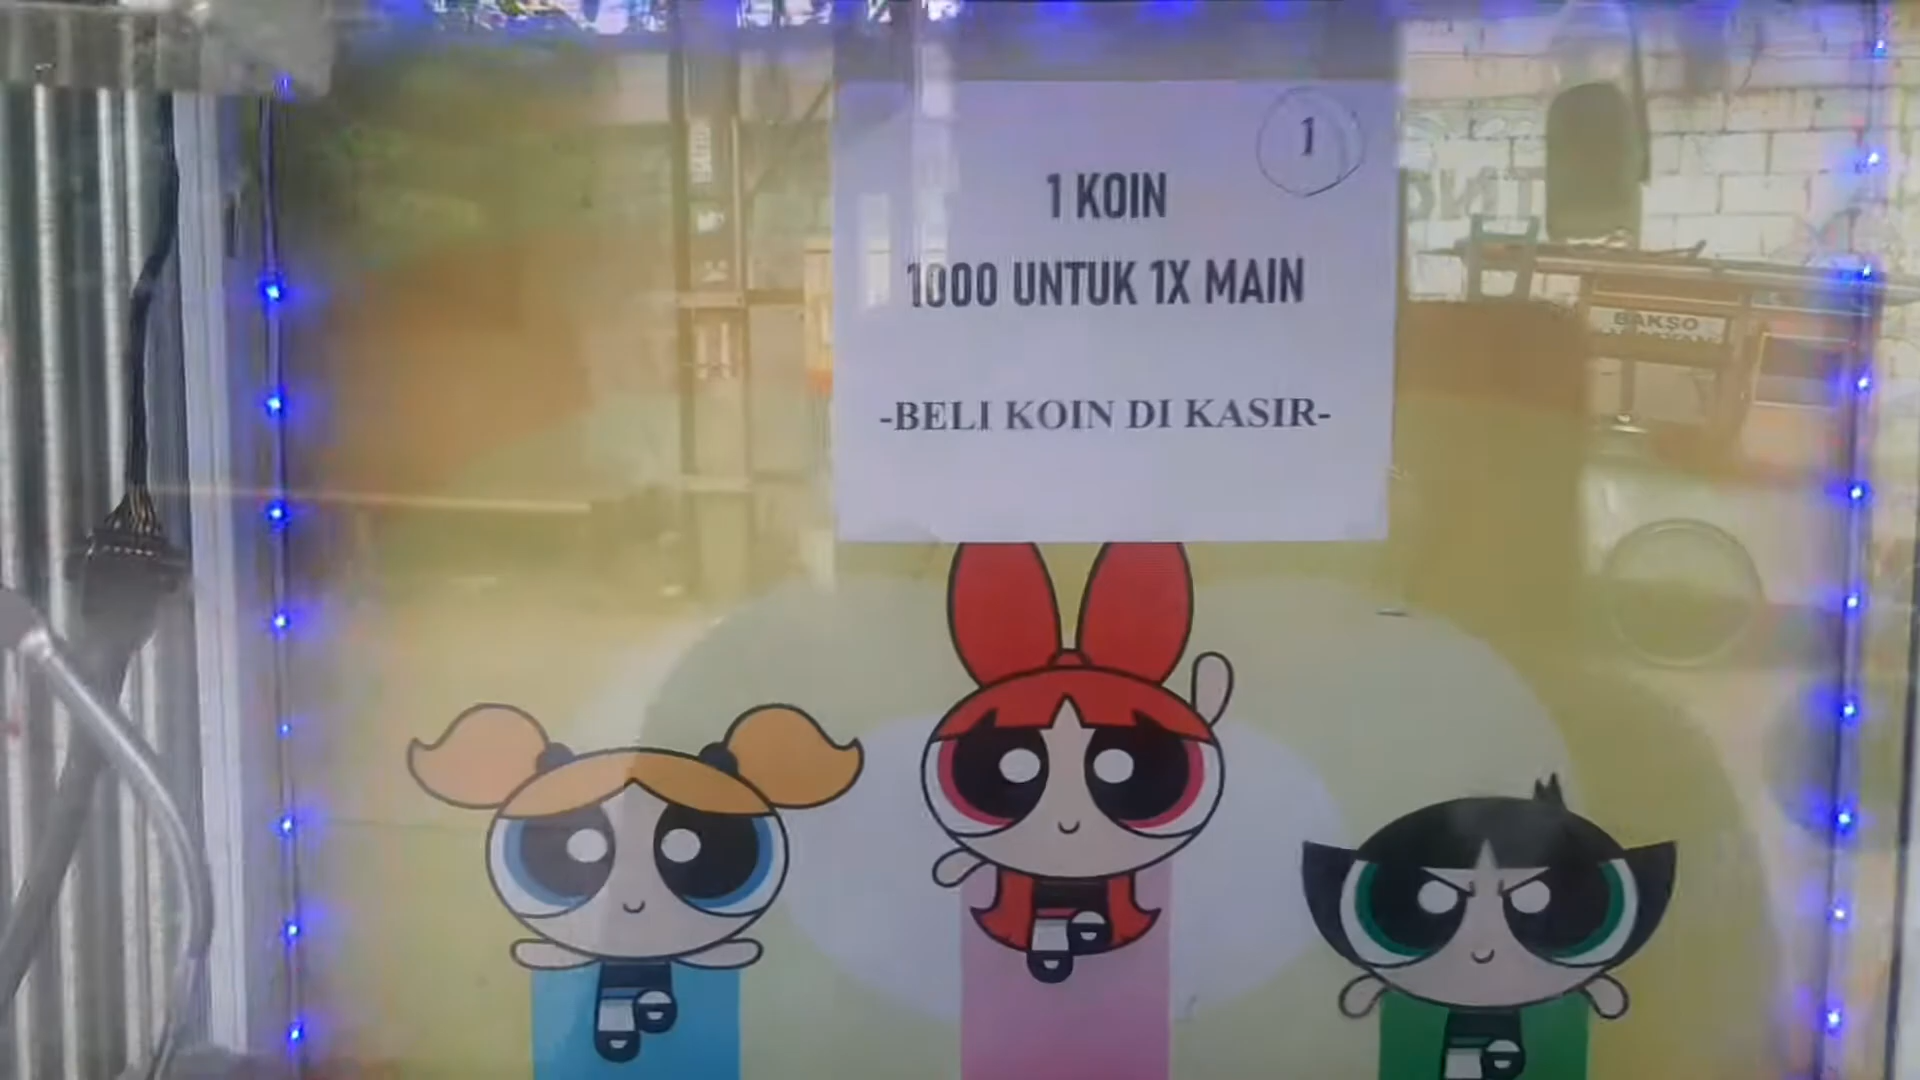 1
1 KOIN
1000 UNTUK 1X MAIN
-BELI KOIN DI KASIR-
BAKSO